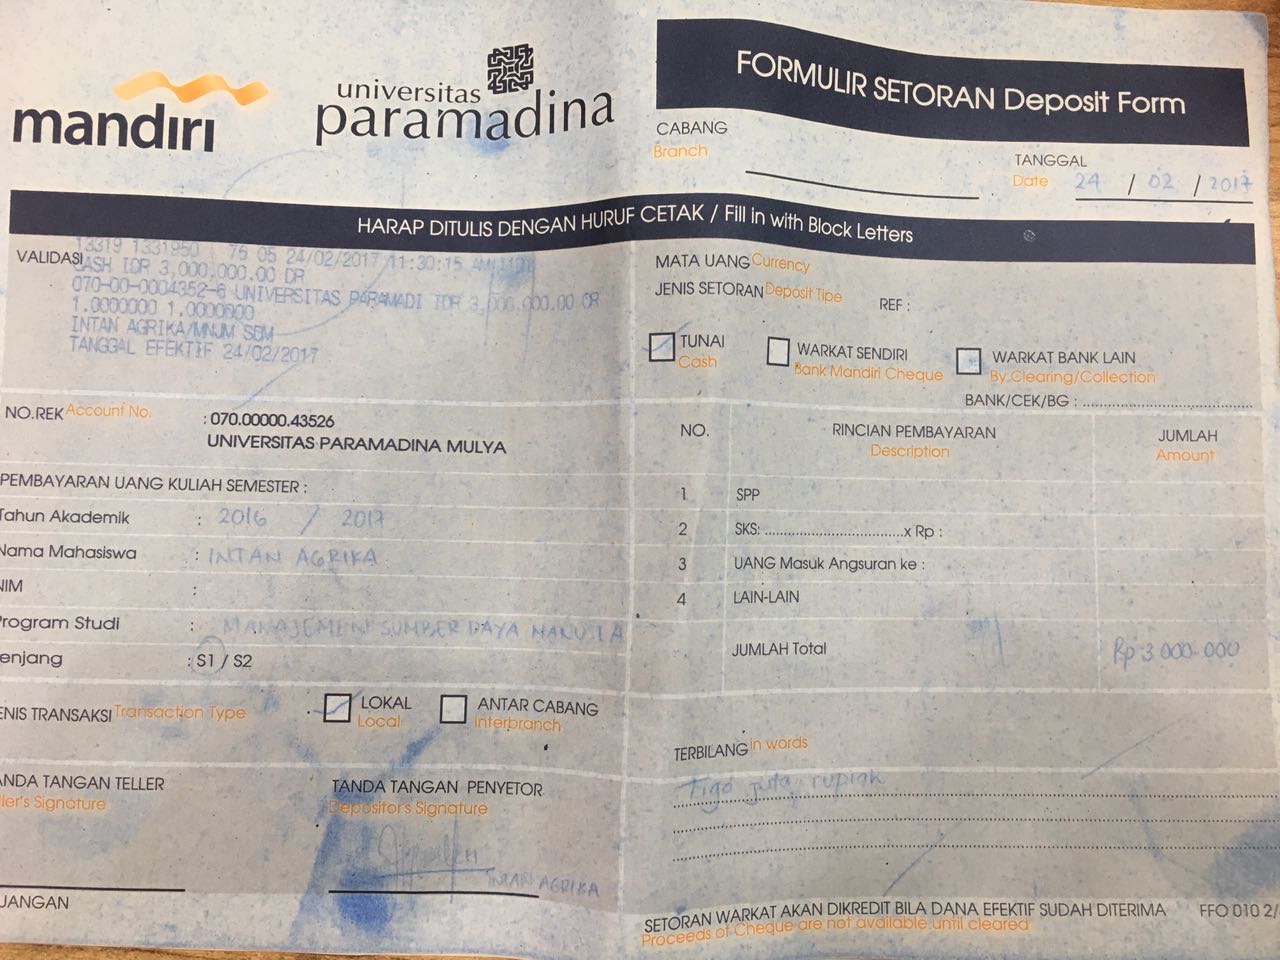 mandırı
universitas
paramadina
FORMULIR SETORAN Deposit Form
CABANG
Branch
TANGGAL
Date 24 / 02 / 2017
HARAP DITULIS DENGAN HURUF CETAK / Fill in with Block Letters
VALIDASI
13319 1331950 76 05 24/02/2017 11:30:15
CASH IDR 3,000,000.00 DR
070-00-0004352-6 UNIVERSITAS PARAMADI IDR 3,000,000.00 CR
1.0000000 1.0000000
INTAN AGRIKA/MNJM SBM
TANGGAL EFEKTIF 24/02/2017
MATA UANG Currency
JENIS SETORAN Deposit Tipe
REF :
TUNAI
Cash
WARKAT SENDIRI
Bank Mandiri Cheque
WARKAT BANK LAIN
By.Clearing/Collection
BANK/CEK/BG :
NO.REK Account No. : 070.00000.43526
UNIVERSITAS PARAMADINA MULYA
PEMBAYARAN UANG KULIAH SEMESTER :
Tahun Akademik : 2016 / 2017
Nama Mahasiswa : INTAN AGRIKA
NIM :
Program Studi : MANAJEMEN SUMBER DAYA MANUSIA
enjang : S1 / S2
ENIS TRANSAKSI Transaction Type
LOKAL
Local
ANTAR CABANG
Interbranch
ANDA TANGAN TELLER
ller's Signature
TANDA TANGAN PENYETOR
Depositor's Signature
INTAN AGRIKA
UANGAN
NO.
RINCIAN PEMBAYARAN
Description
JUMLAH
Amount
1 SPP
2 SKS: ..................................x Rp :
3 UANG Masuk Angsuran ke :
4 LAIN-LAIN
JUMLAH Total Rp 3.000.000
TERBILANG in words
Tiga juta rupiah
SETORAN WARKAT AKAN DIKREDIT BILA DANA EFEKTIF SUDAH DITERIMA
Proceeds of Cheque are not available until cleared
FFO 010 2/